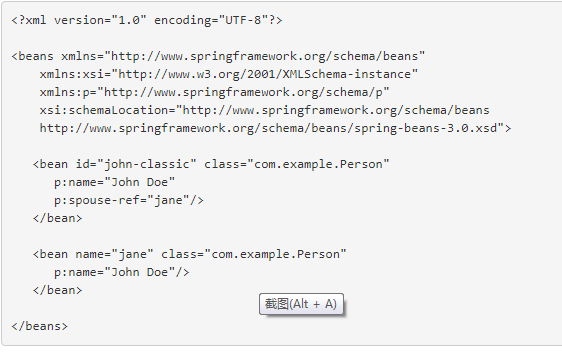 <?xml version="1.0" encoding="UTF-8"?>
<beans xmlns="http://www.springframework.org/schema/beans"
    xmlns:xsi="http://www.w3.org/2001/XMLSchema-instance"
    xmlns:p="http://www.springframework.org/schema/p"
    xsi:schemaLocation="http://www.springframework.org/schema/beans
    http://www.springframework.org/schema/beans/spring-beans-3.0.xsd">
   <bean id="john-classic" class="com.example.Person"
      p:name="John Doe"
      p:spouse-ref="jane"/>
   </bean>
   <bean name="jane" class="com.example.Person"
      p:name="John Doe"/>
   </bean>
截图(Alt + A)
</beans>